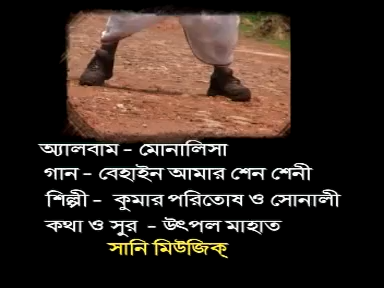 অ্যালবাম - মোনালিসা
গান - বেহাইন আমার শেন শেনী
শিল্পী - কুমার পরিতোষ ও সোনালী
কথা ও সুর - উৎপল মাহাত
সানি মিউজিক্